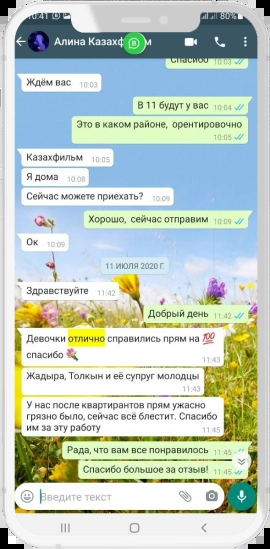 10:41
80%
Алина Казахфильм
Спасибо 10:03
Ждём вас 10:03
В 11 будут у вас 10:04
Это в каком районе, орентировочно
10:05
Казахфильм 10:05
Я дома 10:08
Сейчас можете приехать? 10:09
Хорошо, сейчас отправим 10:09
Ок 10:09
11 ИЮЛЯ 2020 Г.
Здравствуйте 11:42
Добрый день 11:42
Девочки отлично справились прям на 💯
спасибо 💐 11:43
Жадыра, Толкын и её супруг молодцы
11:43
У нас после квартирантов прям ужасно
грязно было, сейчас всё блестит. Спасибо
им за эту работу 11:45
Рада, что вам все понравилось 11:45
Спасибо большое за отзыв! 11:45
Введите текст